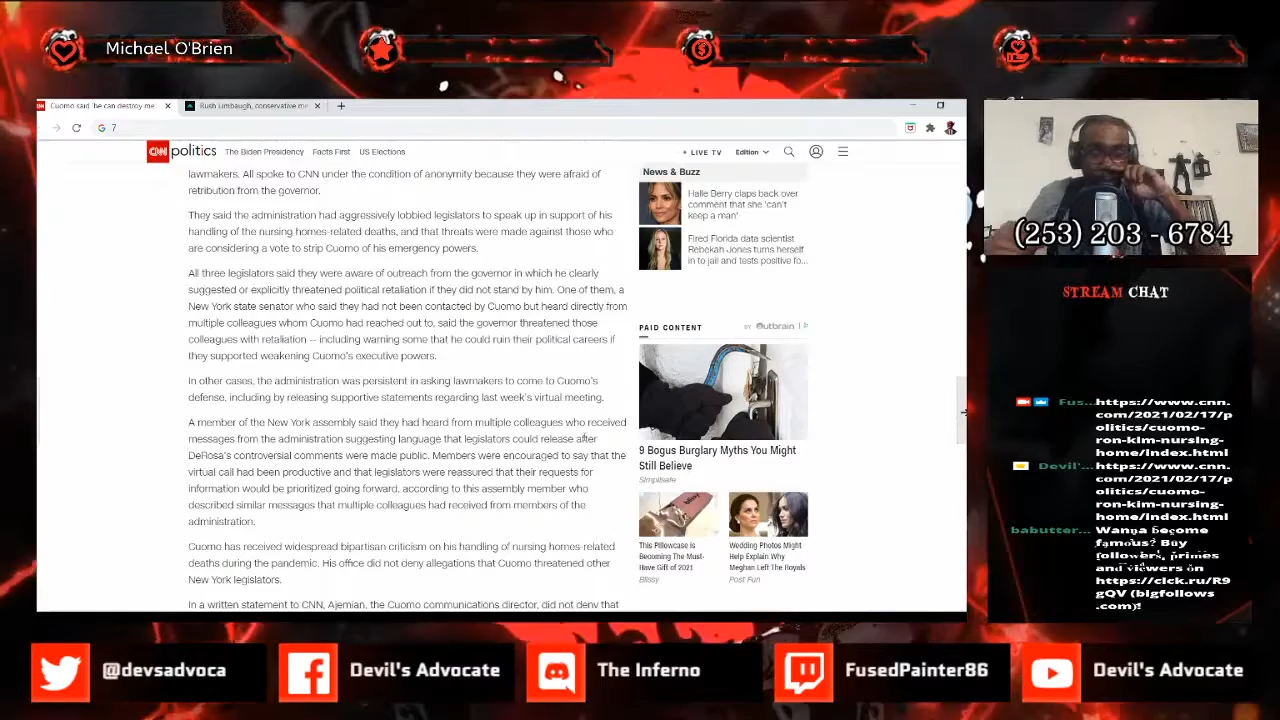 Michael O'Brien
Cuomo said 'he can destroy me
Rush Limbaugh, conservative me
7
CNN politics
The Biden Presidency
Facts First
US Elections
LIVE TV
Edition
lawmakers. All spoke to CNN under the condition of anonymity because they were afraid of
retribution from the governor.
They said the administration had aggressively lobbied legislators to speak up in support of his
handling of the nursing homes-related deaths, and that threats were made against those who
are considering a vote to strip Cuomo of his emergency powers.
All three legislators said they were aware of outreach from the governor in which he clearly
suggested or explicitly threatened political retaliation if they did not stand by him. One of them, a
New York state senator who said they had not been contacted by Cuomo but heard directly from
multiple colleagues whom Cuomo had reached out to, said the governor threatened those
colleagues with retaliation -- including warning some that he could ruin their political careers if
they supported weakening Cuomo's executive powers.
In other cases, the administration was persistent in asking lawmakers to come to Cuomo's
defense, including by releasing supportive statements regarding last week's virtual meeting.
A member of the New York assembly said they had heard from multiple colleagues who received
messages from the administration suggesting language that legislators could release after
DeRosa's controversial comments were made public. Members were encouraged to say that the
virtual call had been productive and that legislators were reassured that their requests for
information would be prioritized going forward, according to this assembly member who
described similar messages that multiple colleagues had received from members of the
administration.
Cuomo has received widespread bipartisan criticism on his handling of nursing homes-related
deaths during the pandemic. His office did not deny allegations that Cuomo threatened other
New York legislators.
In a written statement to CNN, Ajemian, the Cuomo communications director, did not deny that
News & Buzz
Halle Berry claps back over
comment that she 'can't
keep a man'
Fired Florida data scientist
Rebekah Jones turns herself
in to jail and tests positive fo...
PAID CONTENT
BY Outbrain
9 Bogus Burglary Myths You Might
Still Believe
Simplisafe
This Pillowcase Is
Becoming The Must-
Have Gift of 2021
Blissy
Wedding Photos Might
Help Explain Why
Meghan Left The Royals
Post Fun
(253) 203 - 6784
STREAM CHAT
Fus... https://www.cnn.
com/2021/02/17/p
olitics/cuomo-
ron-kim-nursing-
home/index.html
Devil'... https://www.cnn.
com/2021/02/17/p
olitics/cuomo-
ron-kim-nursing-
home/index.html
babutter... Wanna become
famous? Buy
followers, primes
and viewers on
https://clck.ru/R9
gQV (bigfollows
.com)!
@devsadvoca
Devil's Advocate
The Inferno
FusedPainter86
Devil's Advocate